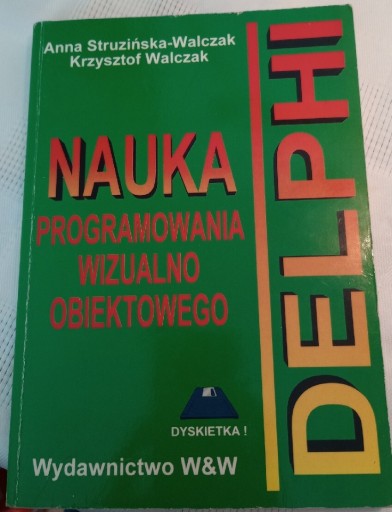 Anna Struzińska-Walczak
Krzysztof Walczak
NAUKA
PROGRAMOWANIA
WIZUALNO
OBIEKTOWEGO
DELPHI
DYSKIETKA !
Wydawnictwo W&W